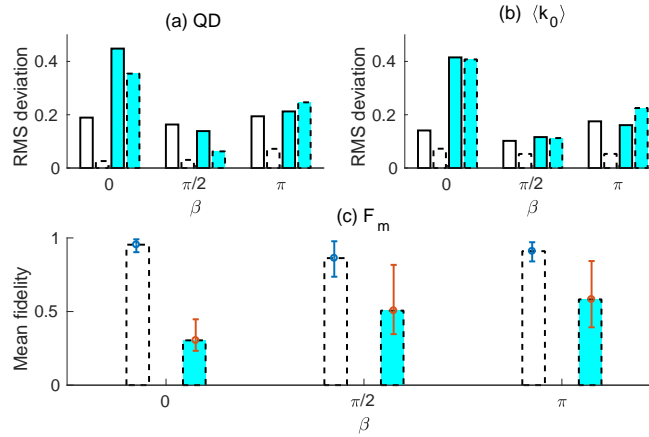 (a) QD
RMS deviation
0.4
0.2
0
0
π/2
π
β
(b) ⟨k0⟩
RMS deviation
0.4
0.2
0
0
π/2
π
β
(c) Fm
Mean fidelity
1
0.5
0
0
π/2
π
β